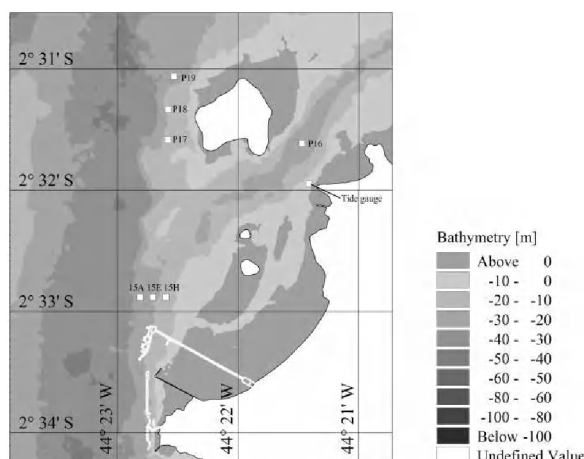 2° 31' S
P19
P18
P17
P16
2° 32' S
Tide gauge
15A 15E 15H
2° 33' S
2° 34' S
44° 23' W
44° 22' W
44° 21' W
Bathymetry [m]
Above 0
-10 - 0
-20 - -10
-30 - -20
-40 - -30
-50 - -40
-60 - -50
-80 - -60
-100 - -80
Below -100
Undefined Value